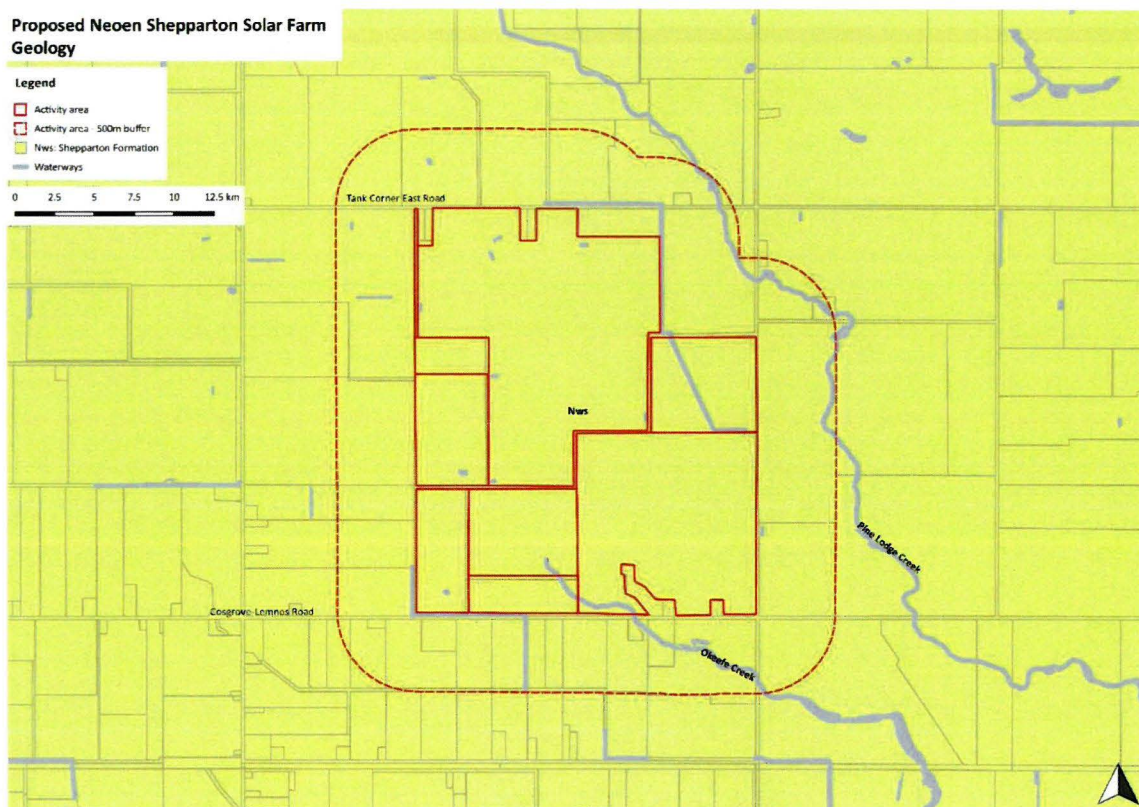 Proposed Neoen Shepparton Solar Farm
Geology
Legend
Activity area
Activity area - 500m buffer
Nws: Shepparton Formation
Waterways
0 2.5 5 7.5 10 12.5 km
Tank Corner East Road
Nws
Pine Lodge Creek
Cosgrove-Lemnos Road
Okeefe Creek